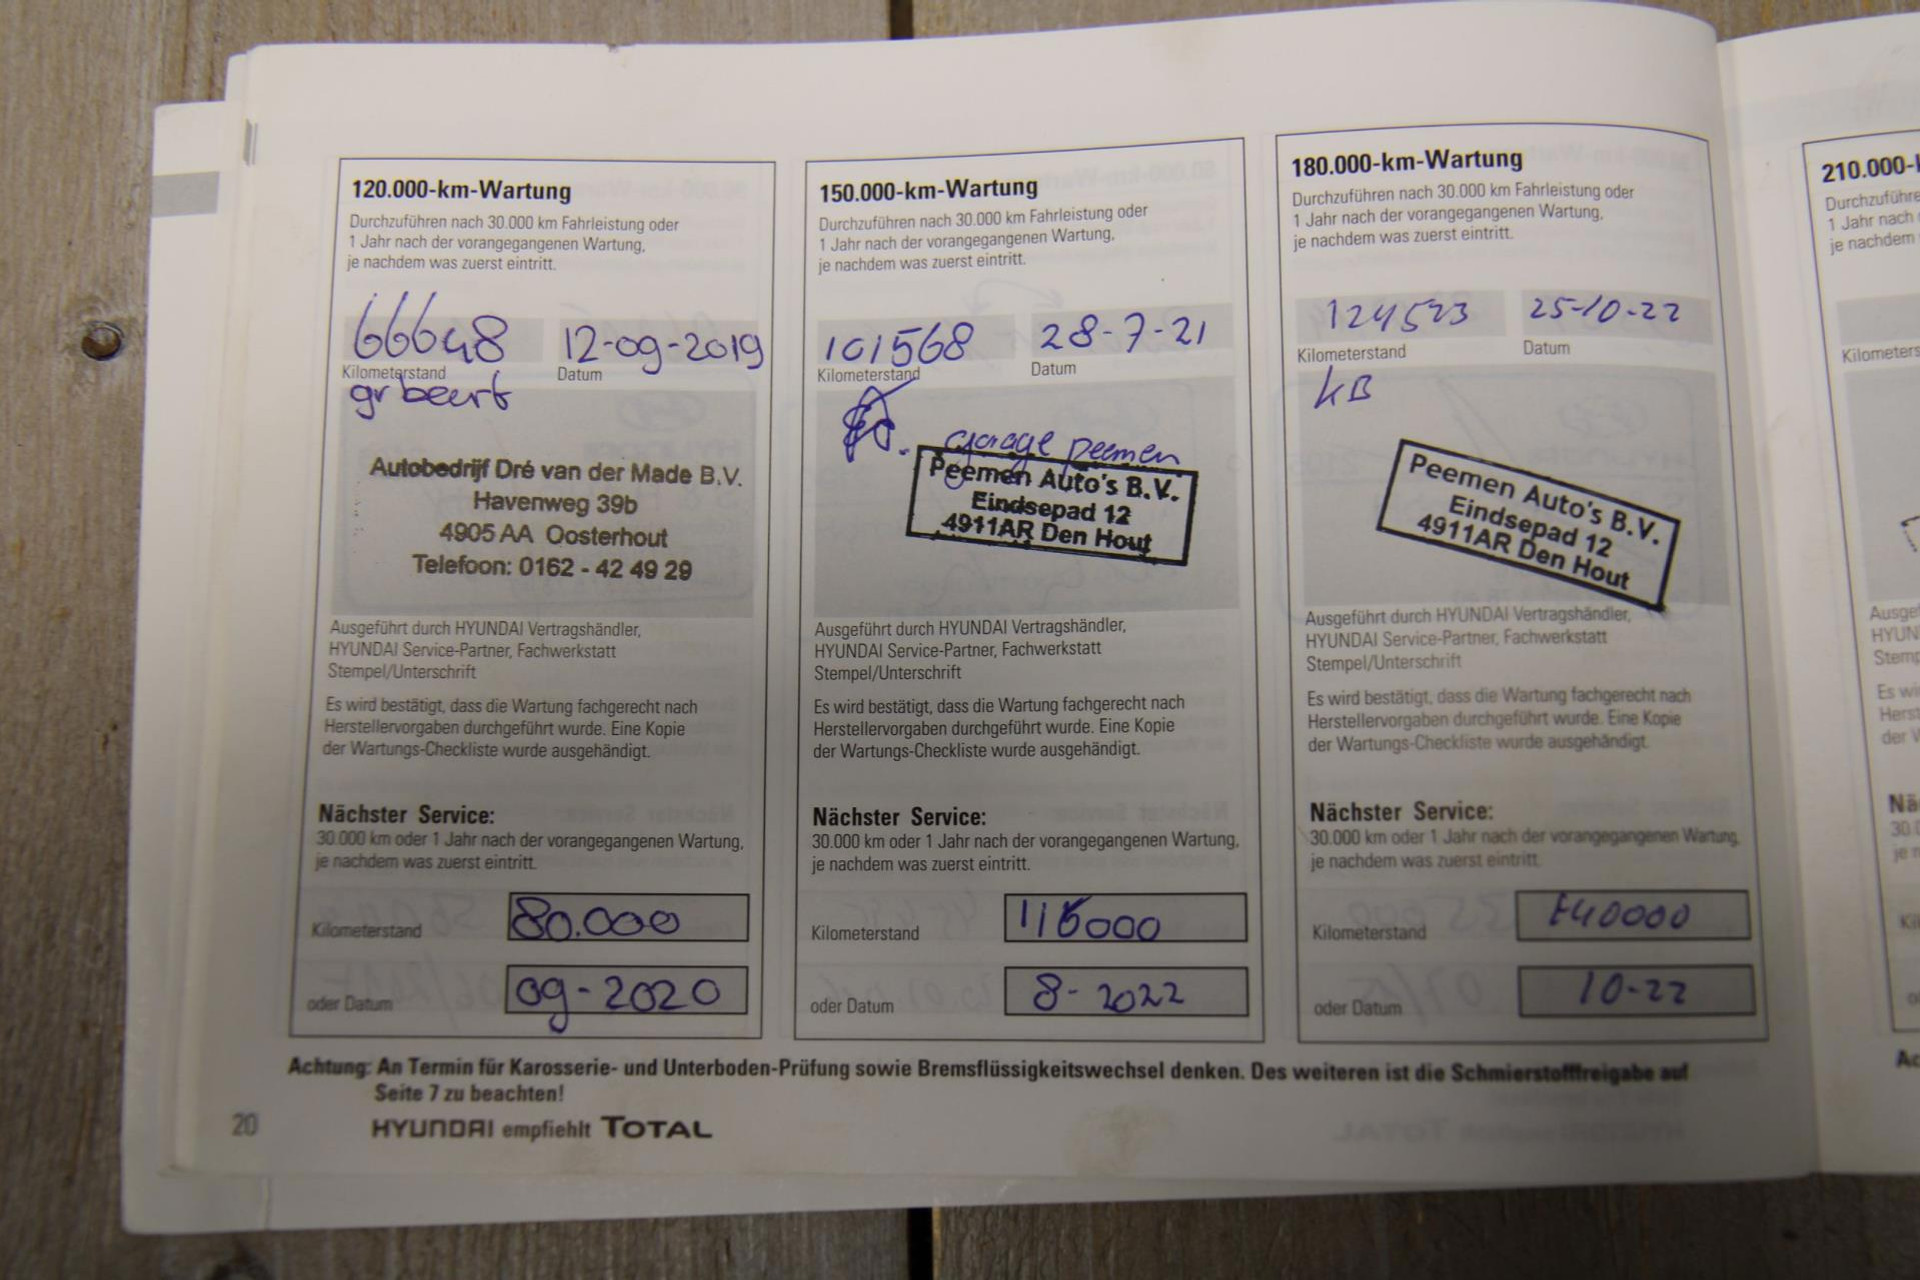 120.000-km-Wartung
Durchzuführen nach 30.000 km Fahrleistung oder
1 Jahr nach der vorangegangenen Wartung,
je nachdem was zuerst eintritt.
66648 12-09-2019
Kilometerstand Datum
gr beert
Autobedrijf Dré van der Made B.V.
Havenweg 39b
4905 AA Oosterhout
Telefoon: 0162 - 42 49 29
Ausgeführt durch HYUNDAI Vertragshändler,
HYUNDAI Service-Partner, Fachwerkstatt
Stempel/Unterschrift
Es wird bestätigt, dass die Wartung fachgerecht nach
Herstellervorgaben durchgeführt wurde. Eine Kopie
der Wartungs-Checkliste wurde ausgehändigt.
Nächster Service:
30.000 km oder 1 Jahr nach der vorangegangenen Wartung,
je nachdem was zuerst eintritt.
Kilometerstand 80.000
oder Datum 09-2020
150.000-km-Wartung
Durchzuführen nach 30.000 km Fahrleistung oder
1 Jahr nach der vorangegangenen Wartung,
je nachdem was zuerst eintritt.
101568 28-7-21
Kilometerstand Datum
garage peemen
Peemen Auto's B.V.
Eindsepad 12
4911AR Den Hout
Ausgeführt durch HYUNDAI Vertragshändler,
HYUNDAI Service-Partner, Fachwerkstatt
Stempel/Unterschrift
Es wird bestätigt, dass die Wartung fachgerecht nach
Herstellervorgaben durchgeführt wurde. Eine Kopie
der Wartungs-Checkliste wurde ausgehändigt.
Nächster Service:
30.000 km oder 1 Jahr nach der vorangegangenen Wartung,
je nachdem was zuerst eintritt.
Kilometerstand 116000
oder Datum 8-2022
180.000-km-Wartung
Durchzuführen nach 30.000 km Fahrleistung oder
1 Jahr nach der vorangegangenen Wartung,
je nachdem was zuerst eintritt.
124523 25-10-22
Kilometerstand Datum
KB
Peemen Auto's B.V.
Eindsepad 12
4911AR Den Hout
Ausgeführt durch HYUNDAI Vertragshändler,
HYUNDAI Service-Partner, Fachwerkstatt
Stempel/Unterschrift
Es wird bestätigt, dass die Wartung fachgerecht nach
Herstellervorgaben durchgeführt wurde. Eine Kopie
der Wartungs-Checkliste wurde ausgehändigt.
Nächster Service:
30.000 km oder 1 Jahr nach der vorangegangenen Wartung,
je nachdem was zuerst eintritt.
Kilometerstand 140000
oder Datum 10-22
Achtung: An Termin für Karosserie- und Unterboden-Prüfung sowie Bremsflüssigkeitswechsel denken. Des weiteren ist die Schmierstofffreigabe auf
Seite 7 zu beachten!
20 HYUNDAI empfiehlt TOTAL
210.000-
Durchzuführe
1 Jahr nach
je nachdem
Kilometers